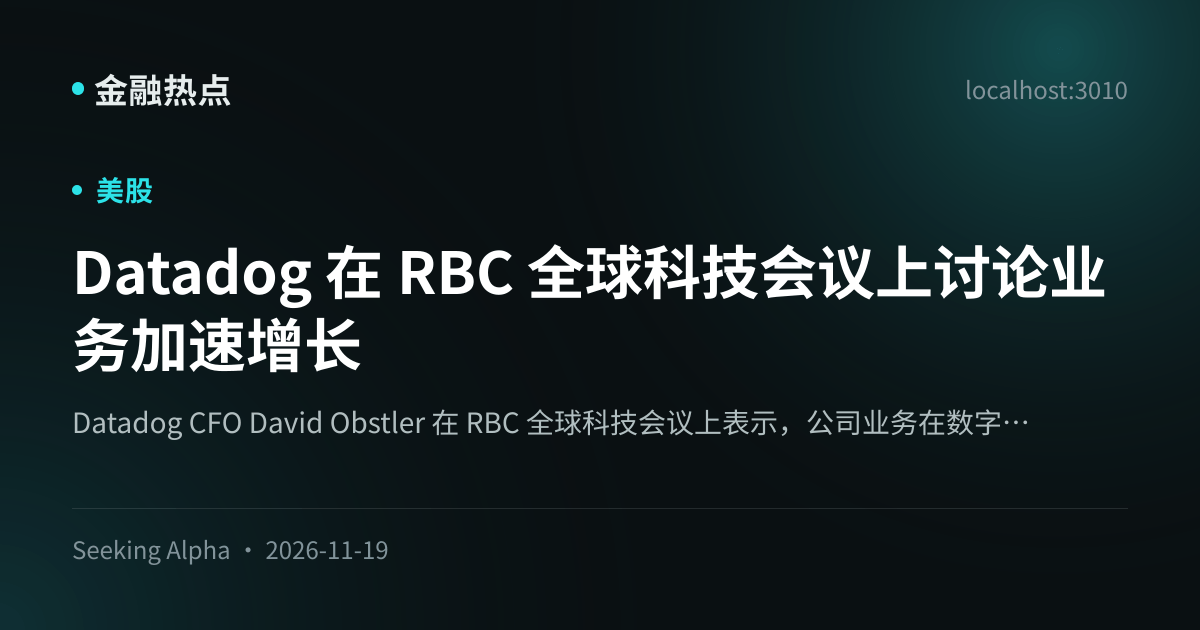 金融热点
localhost:3010
美股
Datadog 在 RBC 全球科技会议上讨论业
务加速增长
Datadog CFO David Obstler 在 RBC 全球科技会议上表示，公司业务在数字…
Seeking Alpha • 2026-11-19